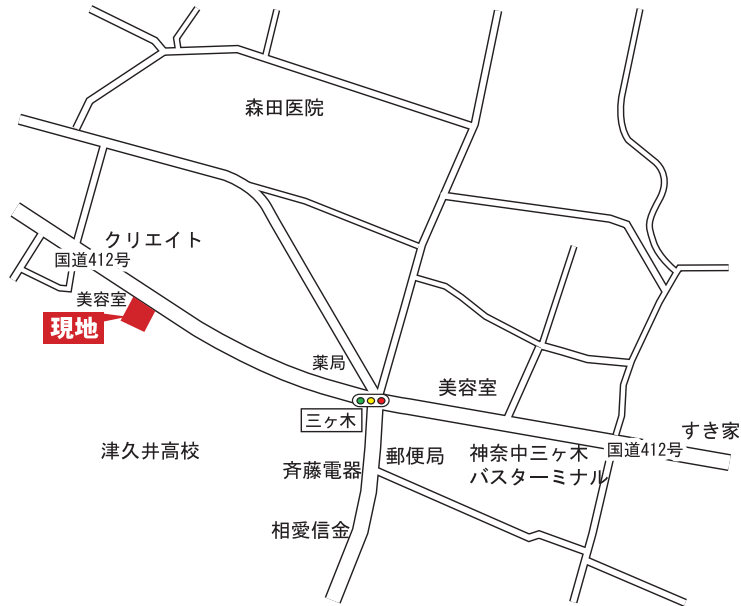 森田医院
クリエイト
国道412号
美容室
現地
薬局
美容室
三ヶ木
すき家
津久井高校
郵便局
神奈中三ヶ木
バスターミナル
国道412号
斉藤電器
相愛信金